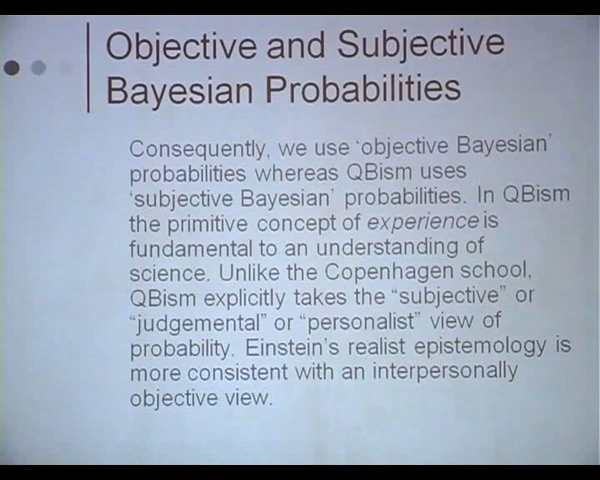 Objective and Subjective
Bayesian Probabilities
Consequently, we use ‘objective Bayesian’
probabilities whereas QBism uses
‘subjective Bayesian’ probabilities. In QBism
the primitive concept of experience is
fundamental to an understanding of
science. Unlike the Copenhagen school,
QBism explicitly takes the “subjective” or
“judgemental” or “personalist” view of
probability. Einstein’s realist epistemology is
more consistent with an interpersonally
objective view.